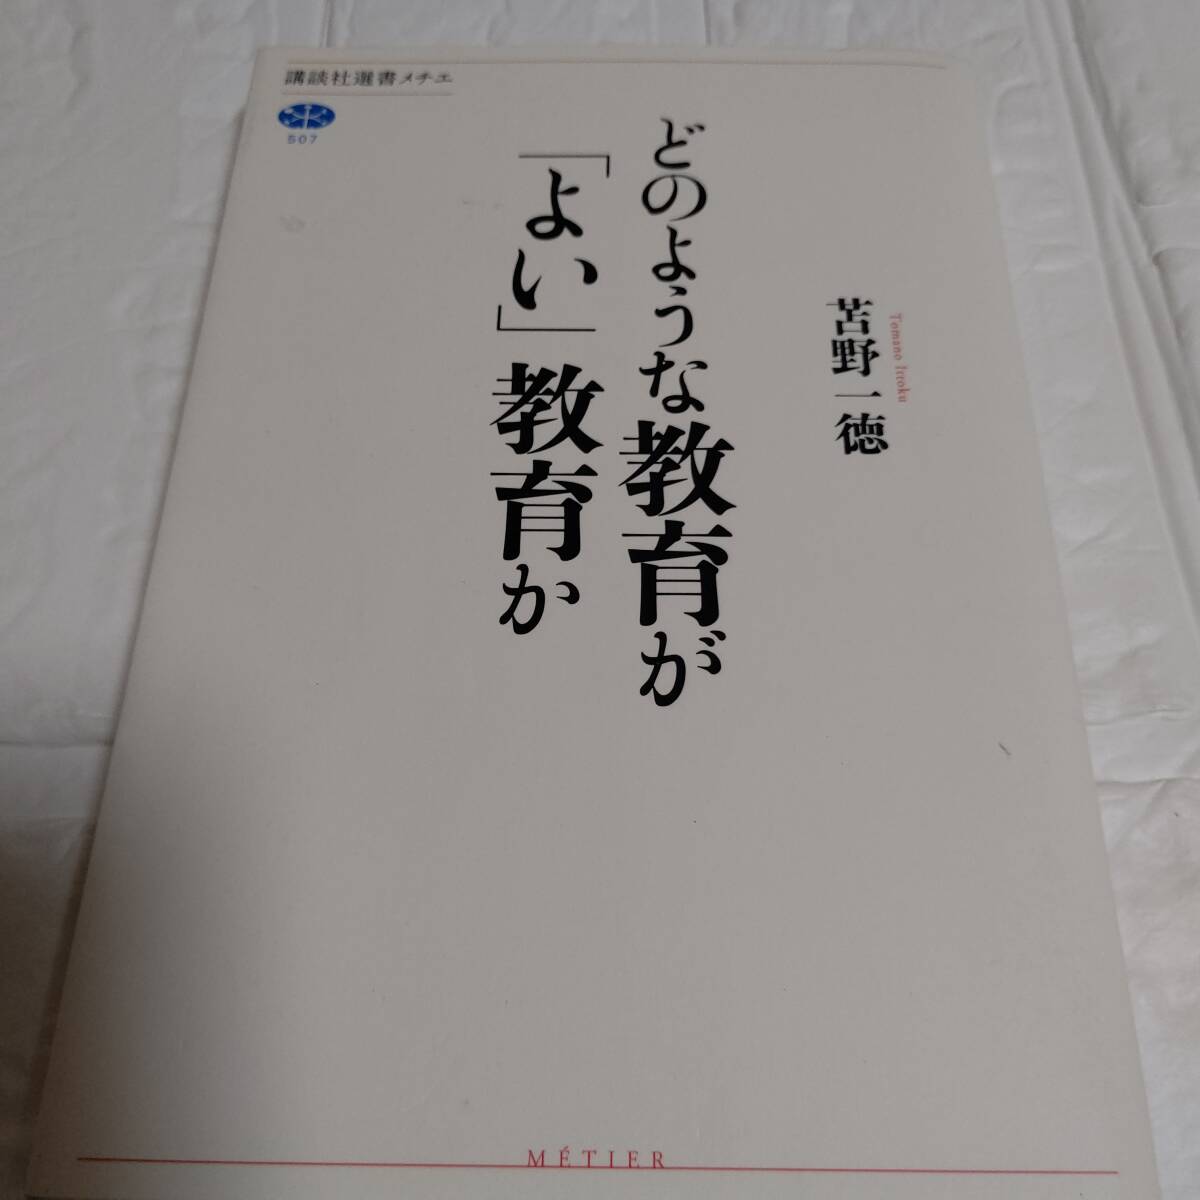 講談社選書メチエ
507
どのような教育が
「よい」教育か
苫野一徳
Tomano Ittoku
MÉTIER